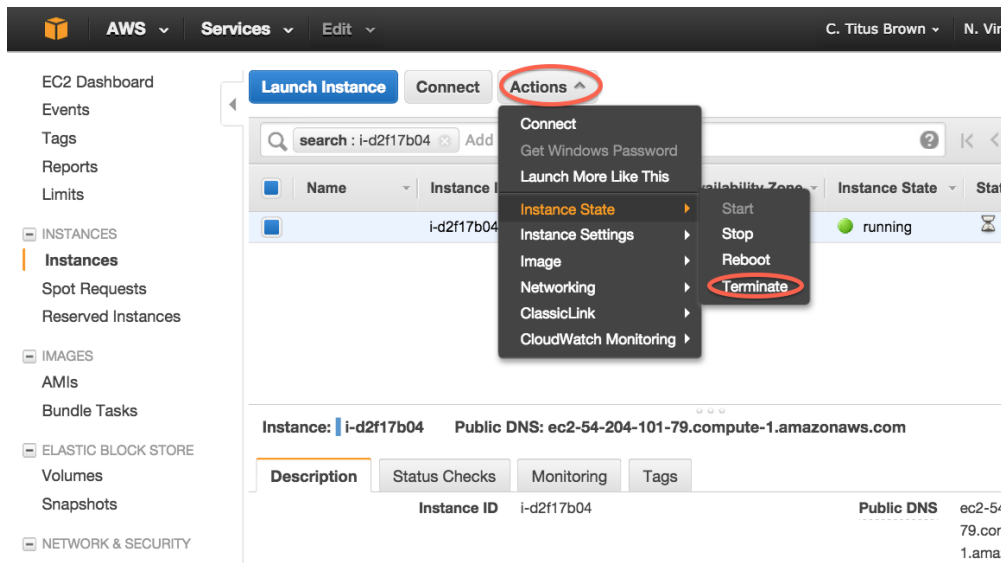 AWS Services Edit C. Titus Brown N. Vir
EC2 Dashboard
Events
Tags
Reports
Limits
INSTANCES
Instances
Spot Requests
Reserved Instances
IMAGES
AMIs
Bundle Tasks
ELASTIC BLOCK STORE
Volumes
Snapshots
NETWORK & SECURITY
Launch Instance Connect Actions
search : i-d2f17b04 Add
Name Instance I vailability Zone Instance State Stat
i-d2f17b04 running
Connect
Get Windows Password
Launch More Like This
Instance State
Instance Settings
Image
Networking
ClassicLink
CloudWatch Monitoring
Start
Stop
Reboot
Terminate
Instance: i-d2f17b04 Public DNS: ec2-54-204-101-79.compute-1.amazonaws.com
Description Status Checks Monitoring Tags
Instance ID i-d2f17b04 Public DNS ec2-54
79.com
1.ama